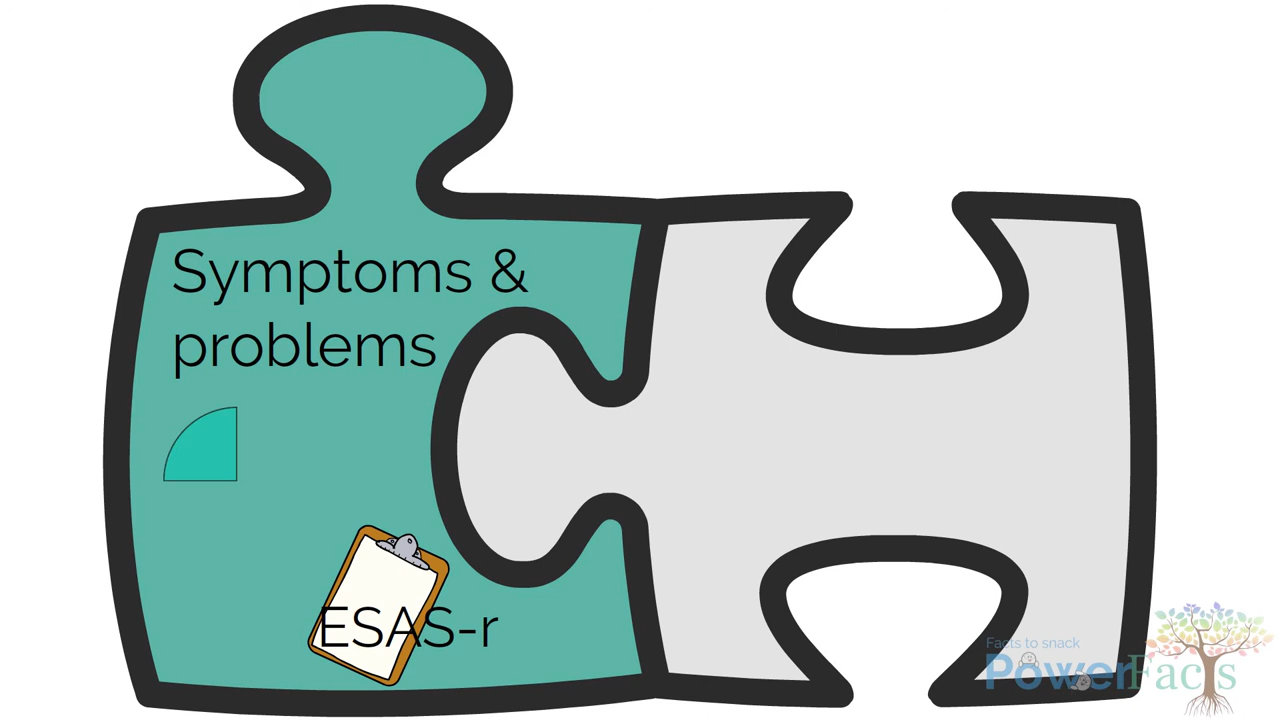 Symptoms &
problems
ESAS-r
Facts to snack
PowerFacts